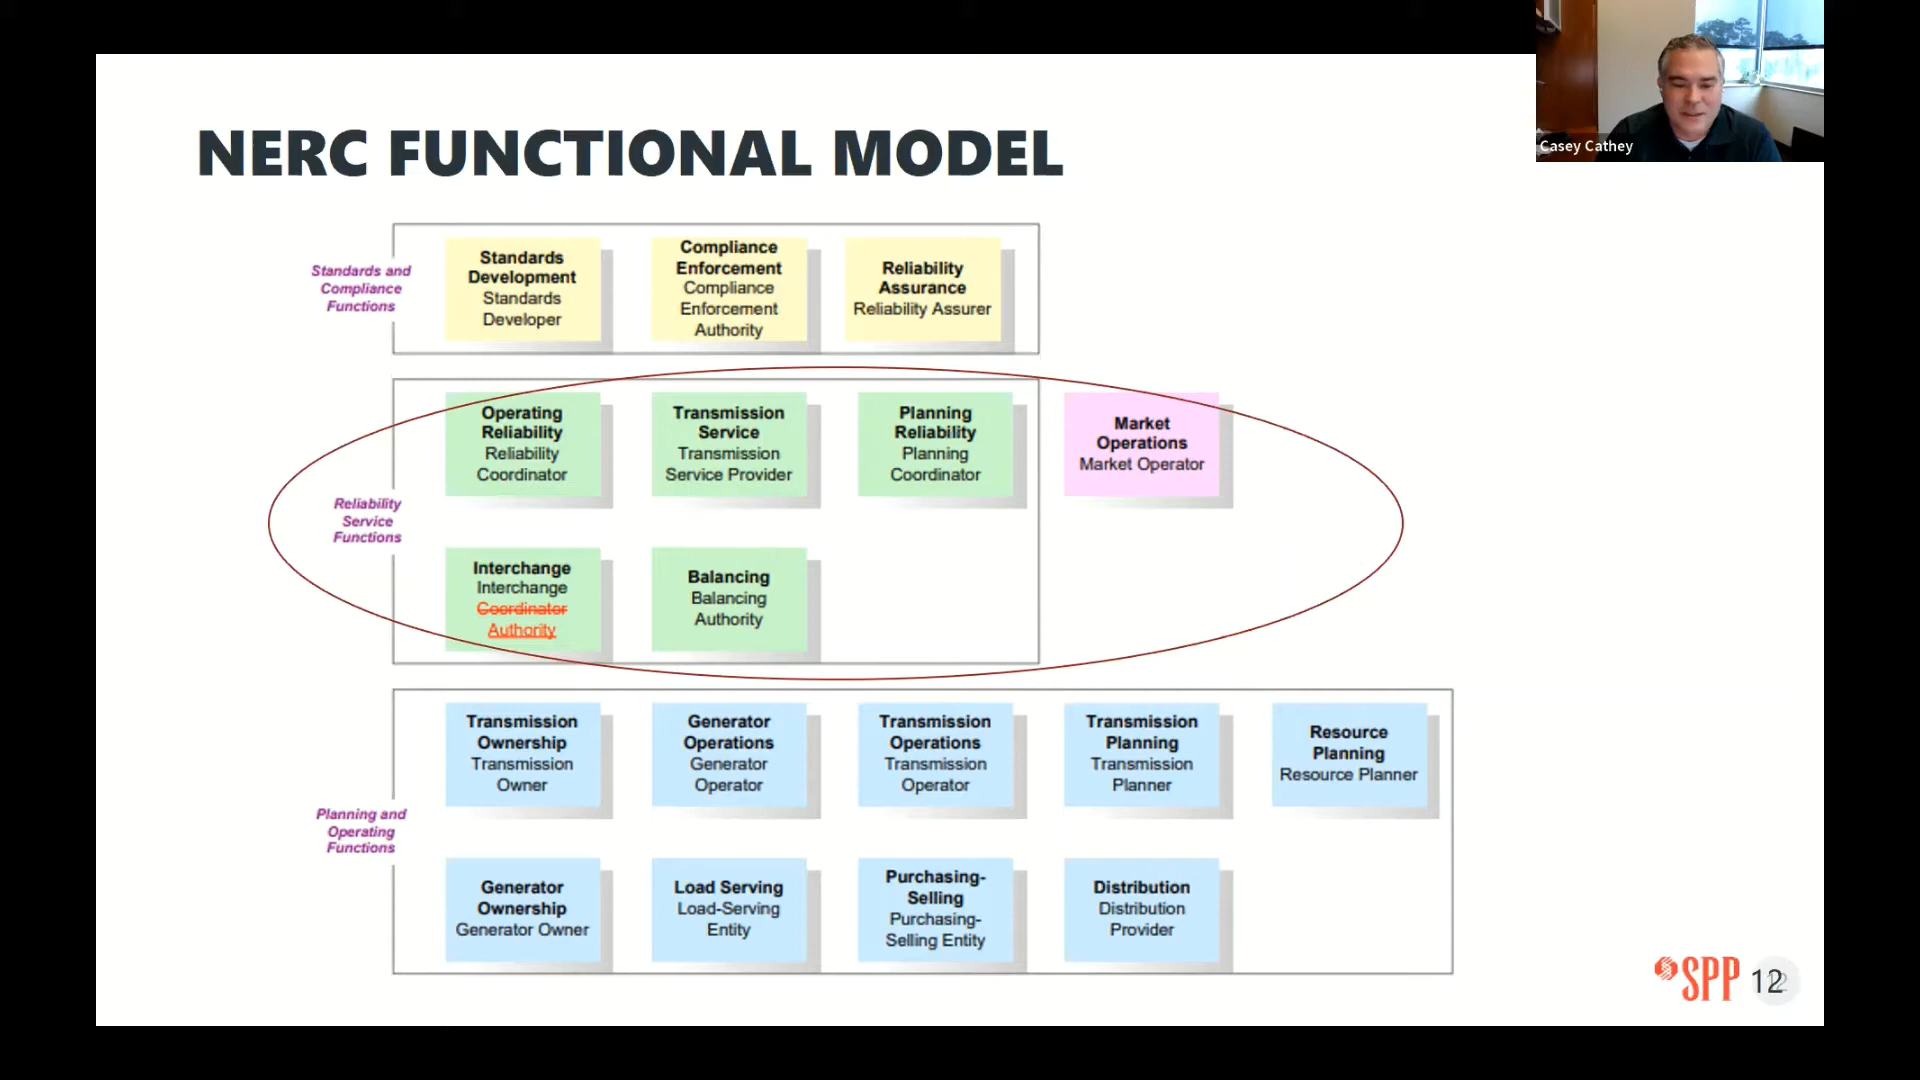 Casey Cathey
NERC FUNCTIONAL MODEL
Standards and
Compliance
Functions
Standards
Development
Standards
Developer
Compliance
Enforcement
Compliance
Enforcement
Authority
Reliability
Assurance
Reliability Assurer
Reliability
Service
Functions
Operating
Reliability
Reliability
Coordinator
Transmission
Service
Transmission
Service Provider
Planning
Reliability
Planning
Coordinator
Market
Operations
Market Operator
Interchange
Interchange
Coordinator
Authority
Balancing
Balancing
Authority
Planning and
Operating
Functions
Transmission
Ownership
Transmission
Owner
Generator
Operations
Generator
Operator
Transmission
Operations
Transmission
Operator
Transmission
Planning
Transmission
Planner
Resource
Planning
Resource Planner
Generator
Ownership
Generator Owner
Load Serving
Load-Serving
Entity
Purchasing-
Selling
Purchasing-
Selling Entity
Distribution
Distribution
Provider
SPP 12